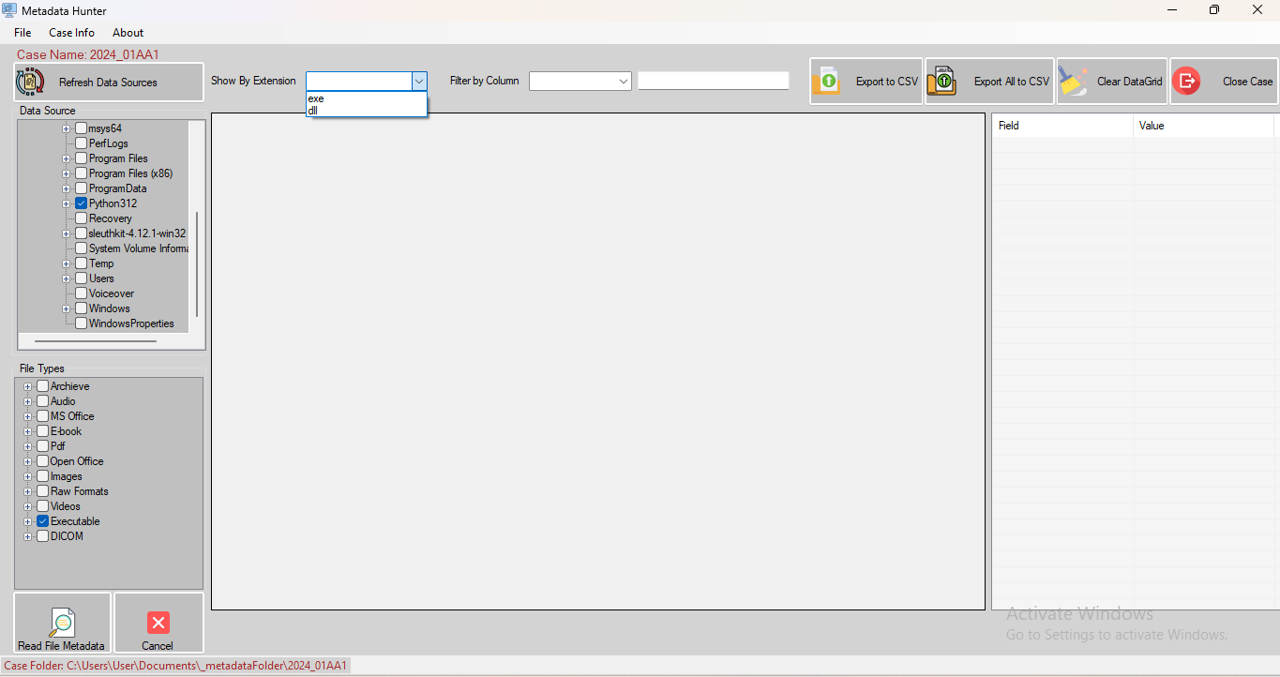 Metadata Hunter
File Case Info About
Case Name: 2024_01AA1
Refresh Data Sources
Show By Extension
exe
dll
Filter by Column
Export to CSV
Export All to CSV
Clear DataGrid
Close Case
Data Source
msys64
PerfLogs
Program Files
Program Files (x86)
ProgramData
Python312
Recovery
sleuthkit-4.12.1-win32
System Volume Informa
Temp
Users
Voiceover
Windows
WindowsProperties
Field Value
File Types
Archieve
Audio
MS Office
E-book
Pdf
Open Office
Images
Raw Formats
Videos
Executable
DICOM
Read File Metadata
Cancel
Activate Windows
Go to Settings to activate Windows.
Case Folder: C:\Users\User\Documents\_metadataFolder\2024_01AA1